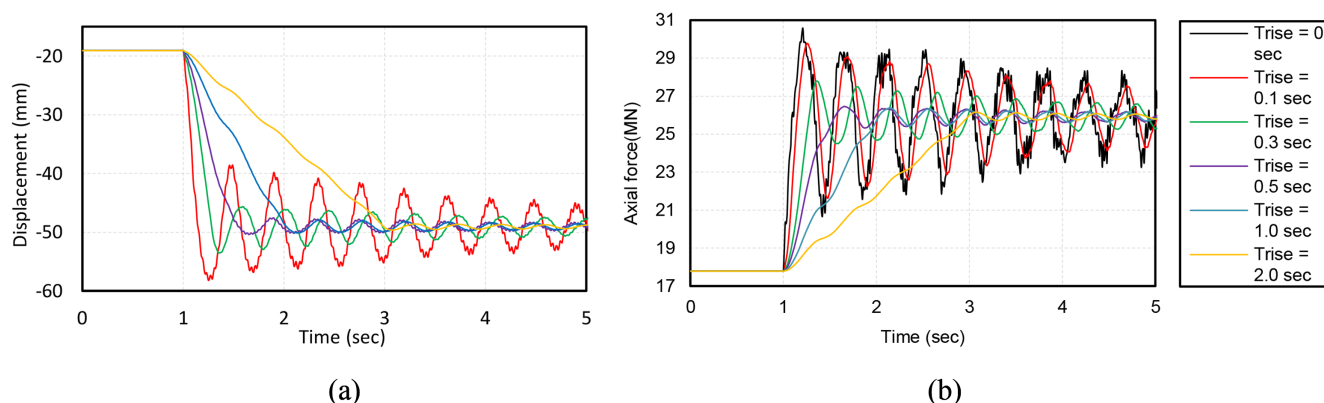 -10
-20
-30
-40
-50
-60
Displacement (mm)
0 1 2 3 4 5
Time (sec)
(a)
31
29
27
25
23
21
19
17
Axial force(MN)
0 1 2 3 4 5
Time (sec)
(b)
Trise = 0
sec
Trise =
0.1 sec
Trise =
0.3 sec
Trise =
0.5 sec
Trise =
1.0 sec
Trise =
2.0 sec